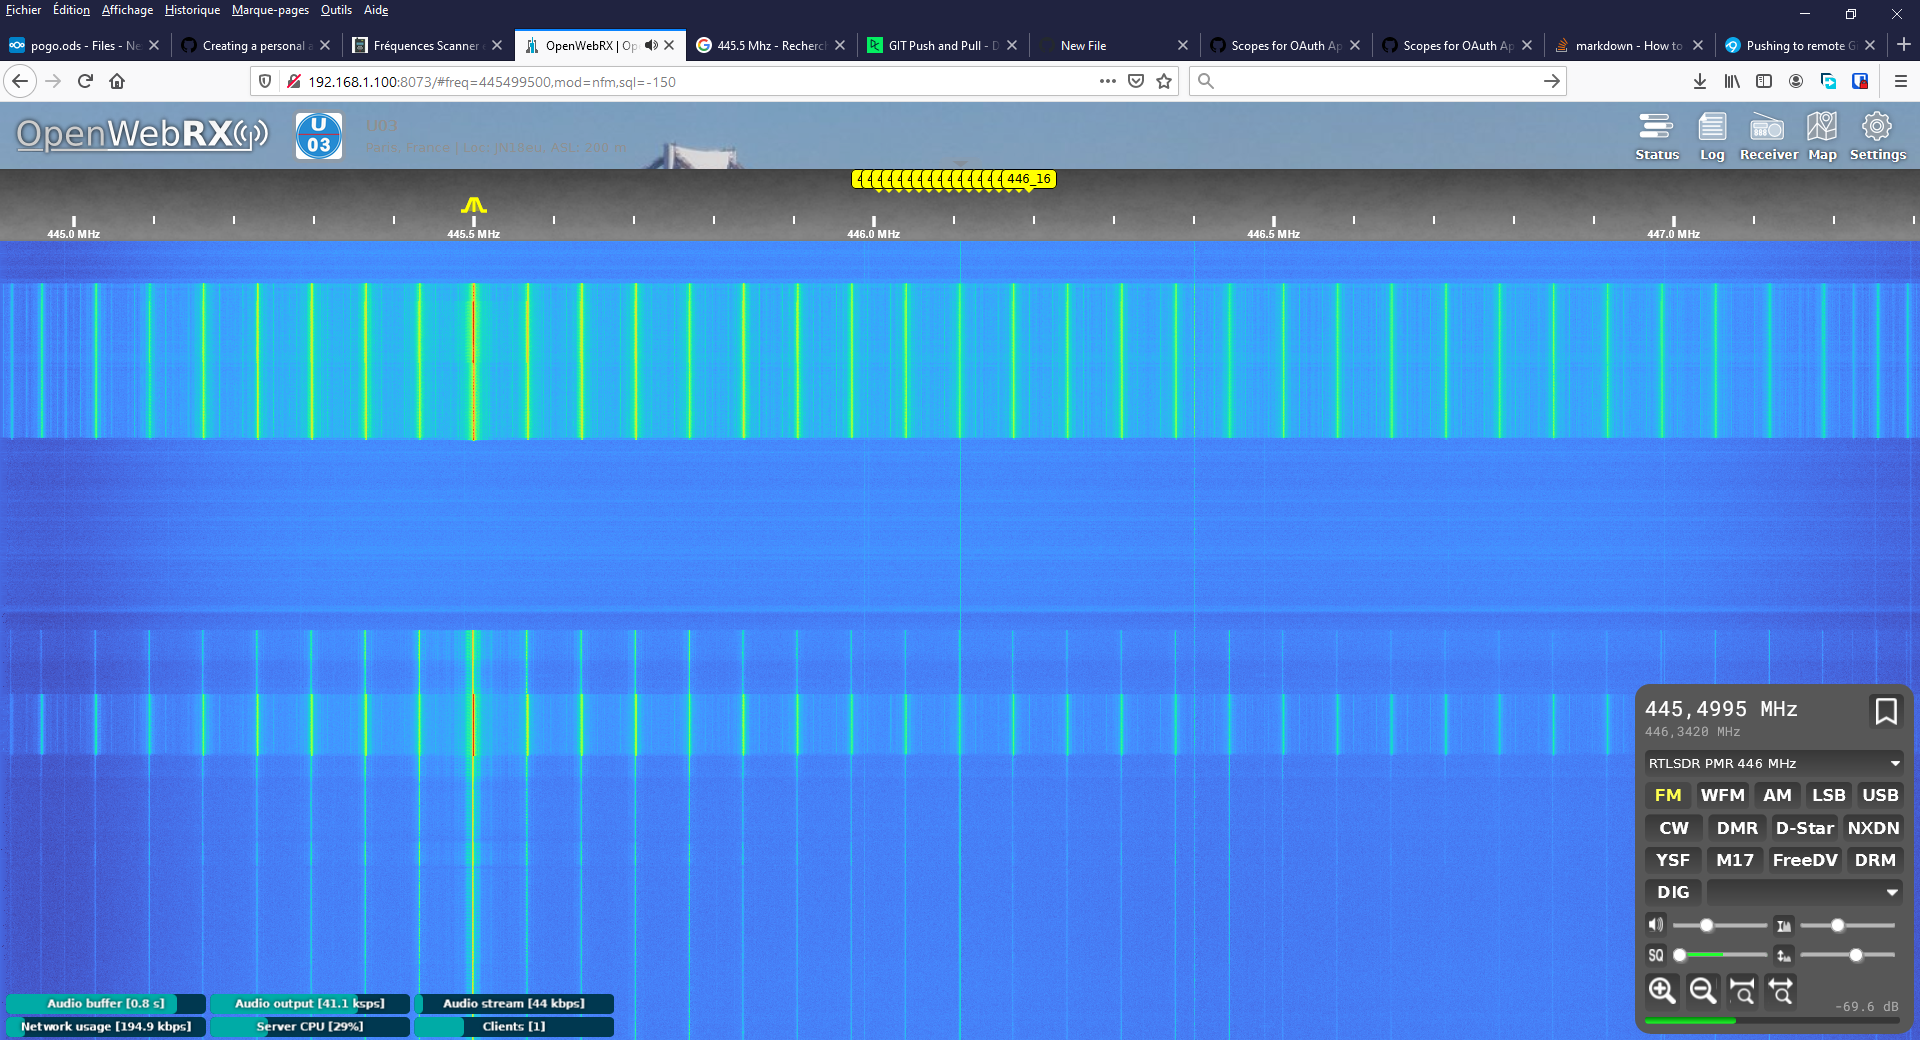 Fichier Édition Affichage Historique Marque-pages Outils Aide
pogo.ods - Files - Ne
Creating a personal a
Fréquences Scanner
OpenWebRX | Op
445.5 Mhz - Recherch
GIT Push and Pull - D
New File
Scopes for OAuth Ap
Scopes for OAuth Ap
markdown - How to
Pushing to remote G
192.168.1.100:8073/#freq=445499500,mod=nfm,sql=-150
OpenWebRX
U
03
U03
Paris, France | Loc: JN18eu, ASL: 200 m
Status Log Receiver Map Settings
446_16
445.0 MHz 445.5 MHz 446.0 MHz 446.5 MHz 447.0 MHz
445,4995 MHz
446,3420 MHz
RTLSDR PMR 446 MHz
FM WFM AM LSB USB
CW DMR D-Star NXDN
YSF M17 FreeDV DRM
DIG
SQ
-69.6 dB
Audio buffer [0.8 s] Audio output [41.1 ksps] Audio stream [44 kbps]
Network usage [194.9 kbps] Server CPU [29%] Clients [1]